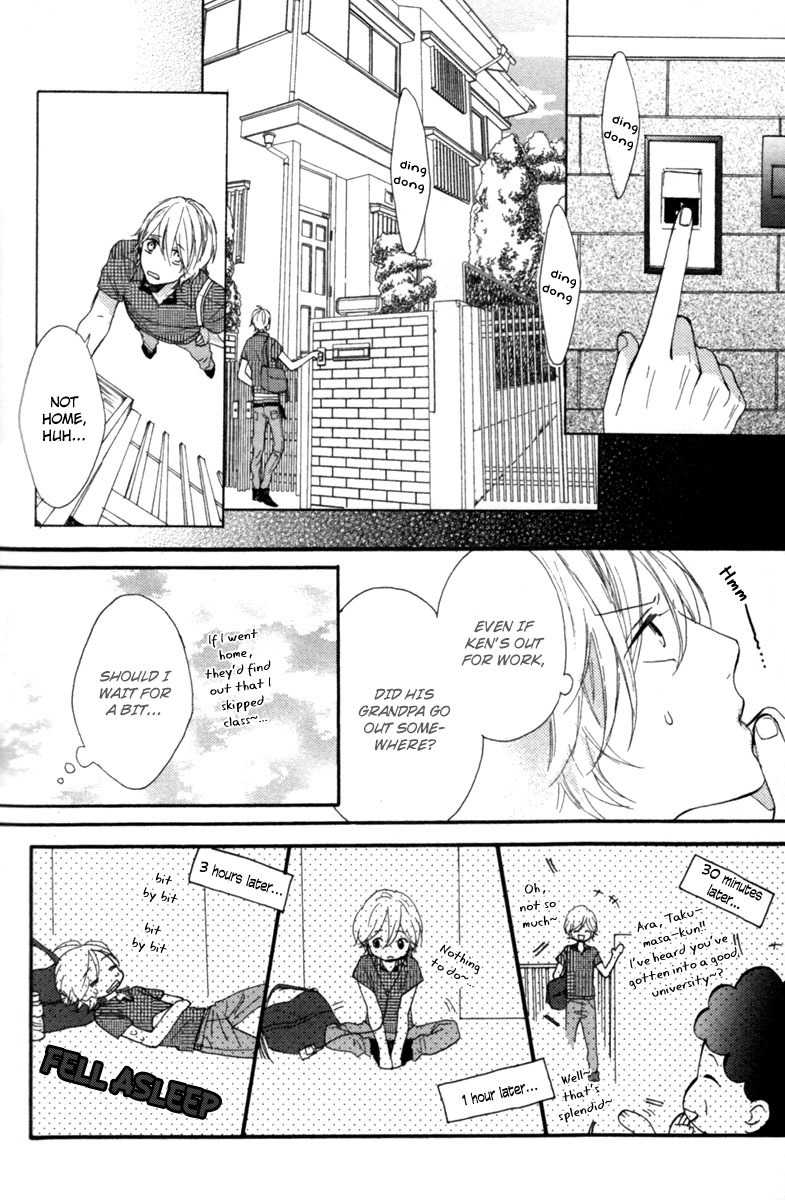 ding
dong
ding
dong
ding
dong
NOT
HOME,
HUH...
Hmm
EVEN IF
KEN'S OUT
FOR WORK,
DID HIS
GRANDPA GO
OUT SOME-
WHERE?
If I went
home,
they'd find
out that I
skipped
class~...
SHOULD I
WAIT FOR
A BIT...
30 minutes
later...
Ara, Taku-
masa-kun!!
I've heard you've
gotten into a good
university~?
Oh,
not so
much~
Well~
that's
splendid~
Nothing
to do~
1 hour later...
3 hours later...
bit
by bit
bit
by bit
FELL ASLEEP